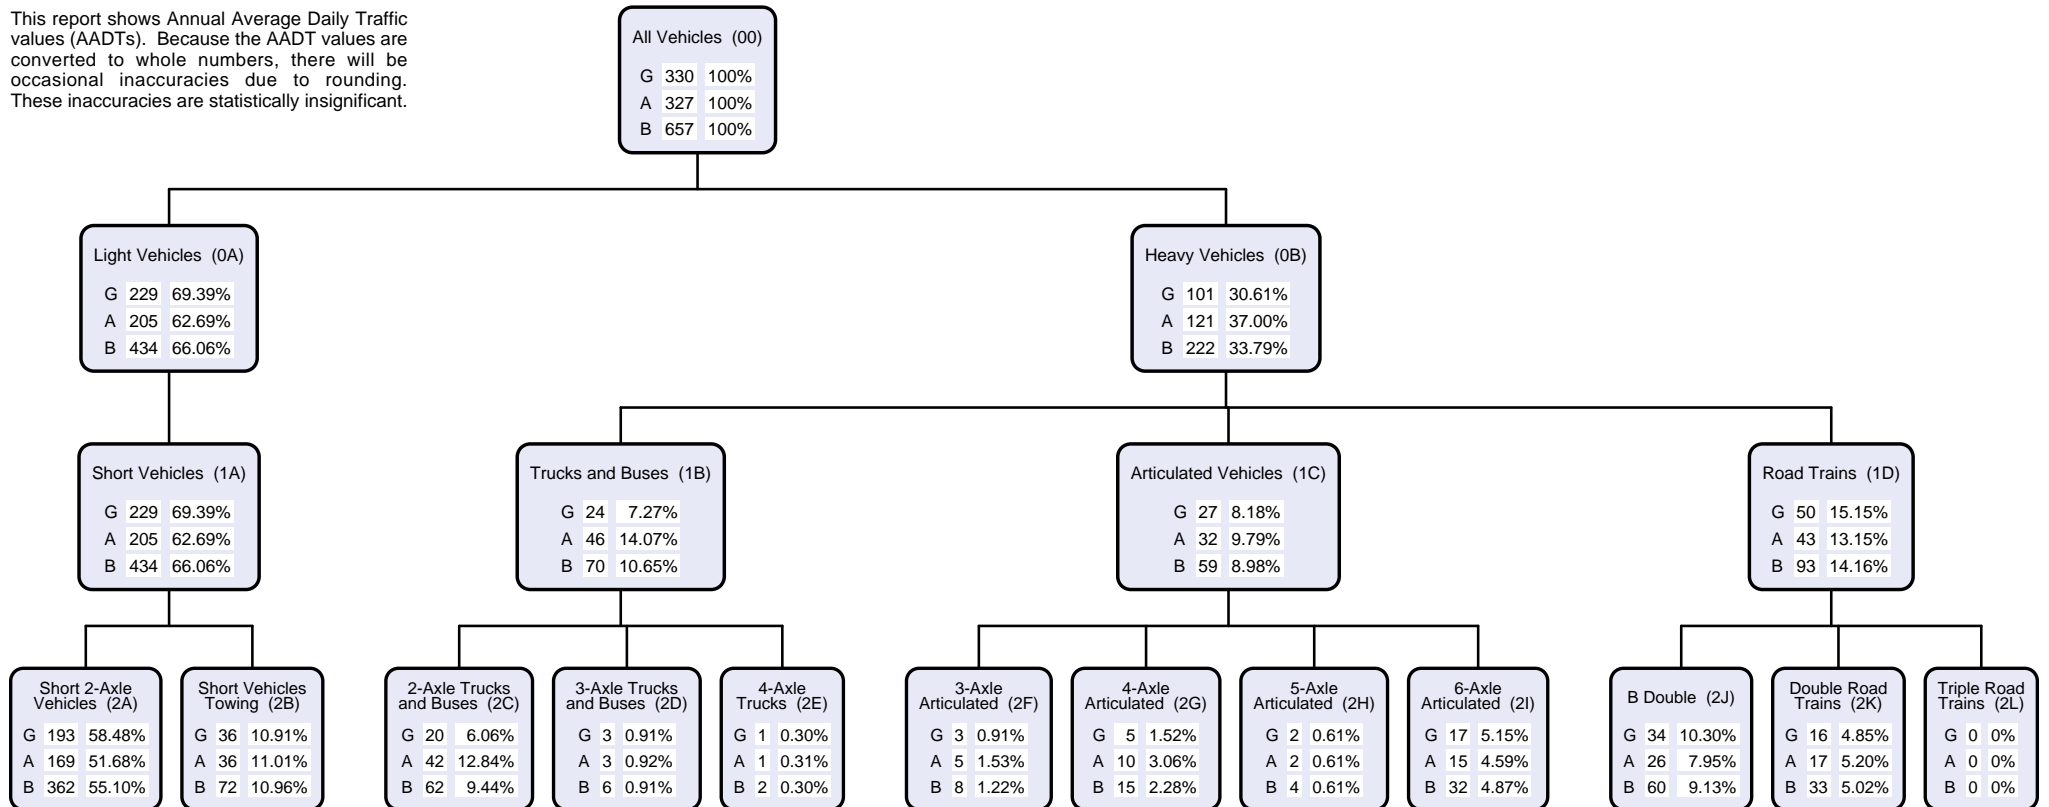 This report shows Annual Average Daily Traffic
values (AADTs). Because the AADT values are
converted to whole numbers, there will be
occasional inaccuracies due to rounding.
These inaccuracies are statistically insignificant.
All Vehicles (00)
G 330 100%
A 327 100%
B 657 100%
Light Vehicles (0A)
G 229 69.39%
A 205 62.69%
B 434 66.06%
Heavy Vehicles (0B)
G 101 30.61%
A 121 37.00%
B 222 33.79%
Short Vehicles (1A)
G 229 69.39%
A 205 62.69%
B 434 66.06%
Trucks and Buses (1B)
G 24 7.27%
A 46 14.07%
B 70 10.65%
Articulated Vehicles (1C)
G 27 8.18%
A 32 9.79%
B 59 8.98%
Road Trains (1D)
G 50 15.15%
A 43 13.15%
B 93 14.16%
Short 2-Axle
Vehicles (2A)
G 193 58.48%
A 169 51.68%
B 362 55.10%
Short Vehicles
Towing (2B)
G 36 10.91%
A 36 11.01%
B 72 10.96%
2-Axle Trucks
and Buses (2C)
G 20 6.06%
A 42 12.84%
B 62 9.44%
3-Axle Trucks
and Buses (2D)
G 3 0.91%
A 3 0.92%
B 6 0.91%
4-Axle
Trucks (2E)
G 1 0.30%
A 1 0.31%
B 2 0.30%
3-Axle
Articulated (2F)
G 3 0.91%
A 5 1.53%
B 8 1.22%
4-Axle
Articulated (2G)
G 5 1.52%
A 10 3.06%
B 15 2.28%
5-Axle
Articulated (2H)
G 2 0.61%
A 2 0.61%
B 4 0.61%
6-Axle
Articulated (2I)
G 17 5.15%
A 15 4.59%
B 32 4.87%
B Double (2J)
G 34 10.30%
A 26 7.95%
B 60 9.13%
Double Road
Trains (2K)
G 16 4.85%
A 17 5.20%
B 33 5.02%
Triple Road
Trains (2L)
G 0 0%
A 0 0%
B 0 0%